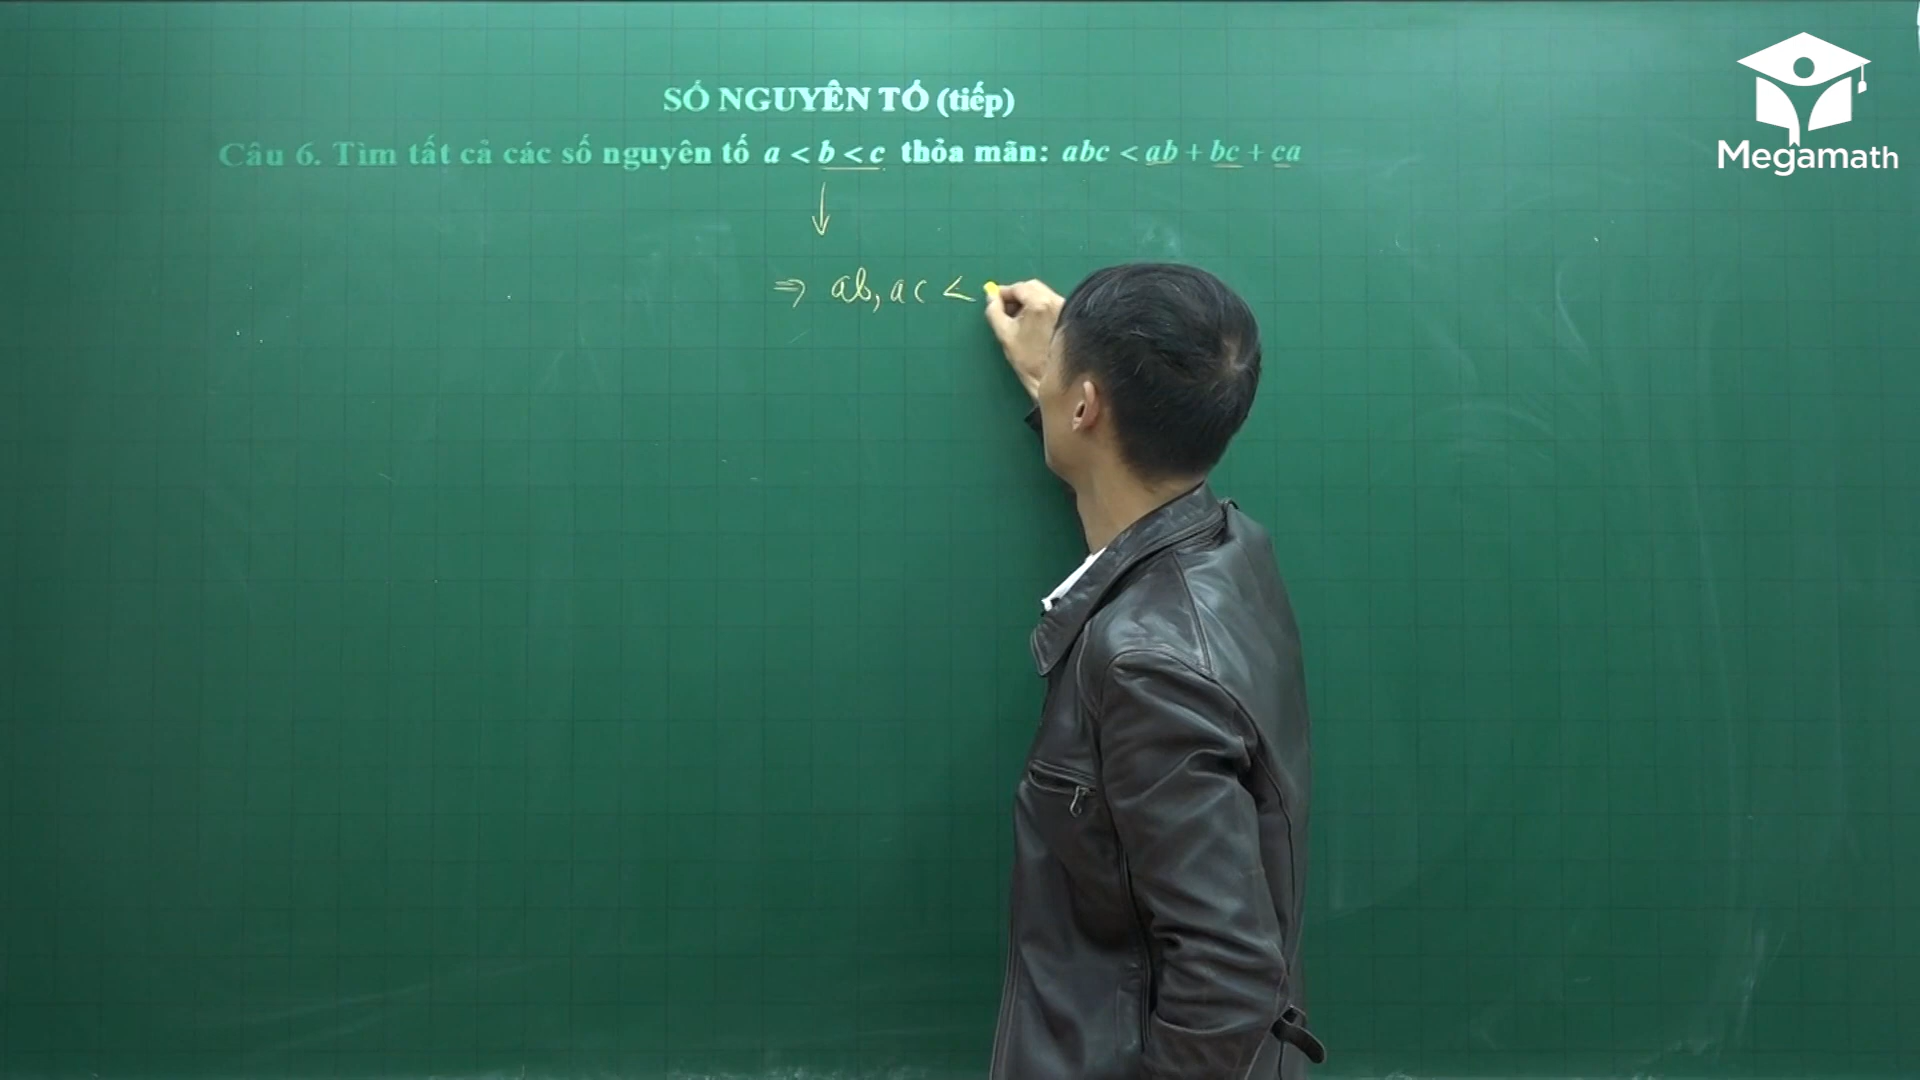 SỐ NGUYÊN TỐ (tiếp)
Câu 6. Tìm tất cả các số nguyên tố a < b < c thỏa mãn: abc < ab + bc + ca
⇒ ab, ac <
Megamath